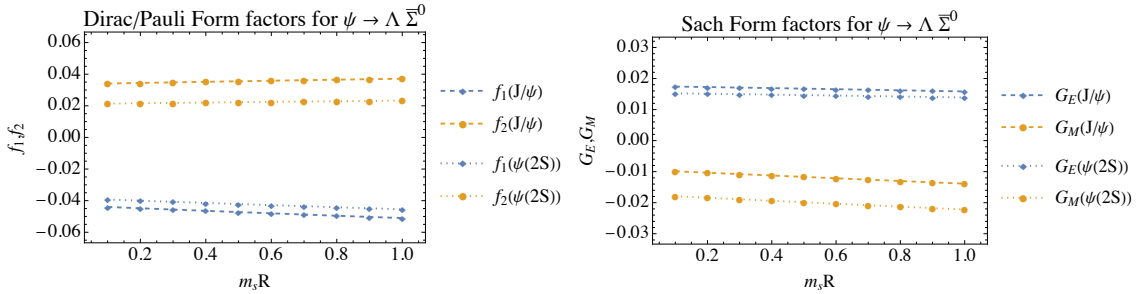 Dirac/Pauli Form factors for ψ → Λ Σ̅⁰
0.06
0.04
0.02
0.00
-0.02
-0.04
-0.06
f₁,f₂
0.2 0.4 0.6 0.8 1.0
mₛR
f₁(J/ψ)
f₂(J/ψ)
f₁(ψ(2S))
f₂(ψ(2S))
Sach Form factors for ψ → Λ Σ̅⁰
0.03
0.02
0.01
0.00
-0.01
-0.02
-0.03
G_E,G_M
0.2 0.4 0.6 0.8 1.0
mₛR
G_E(J/ψ)
G_M(J/ψ)
G_E(ψ(2S))
G_M(ψ(2S))